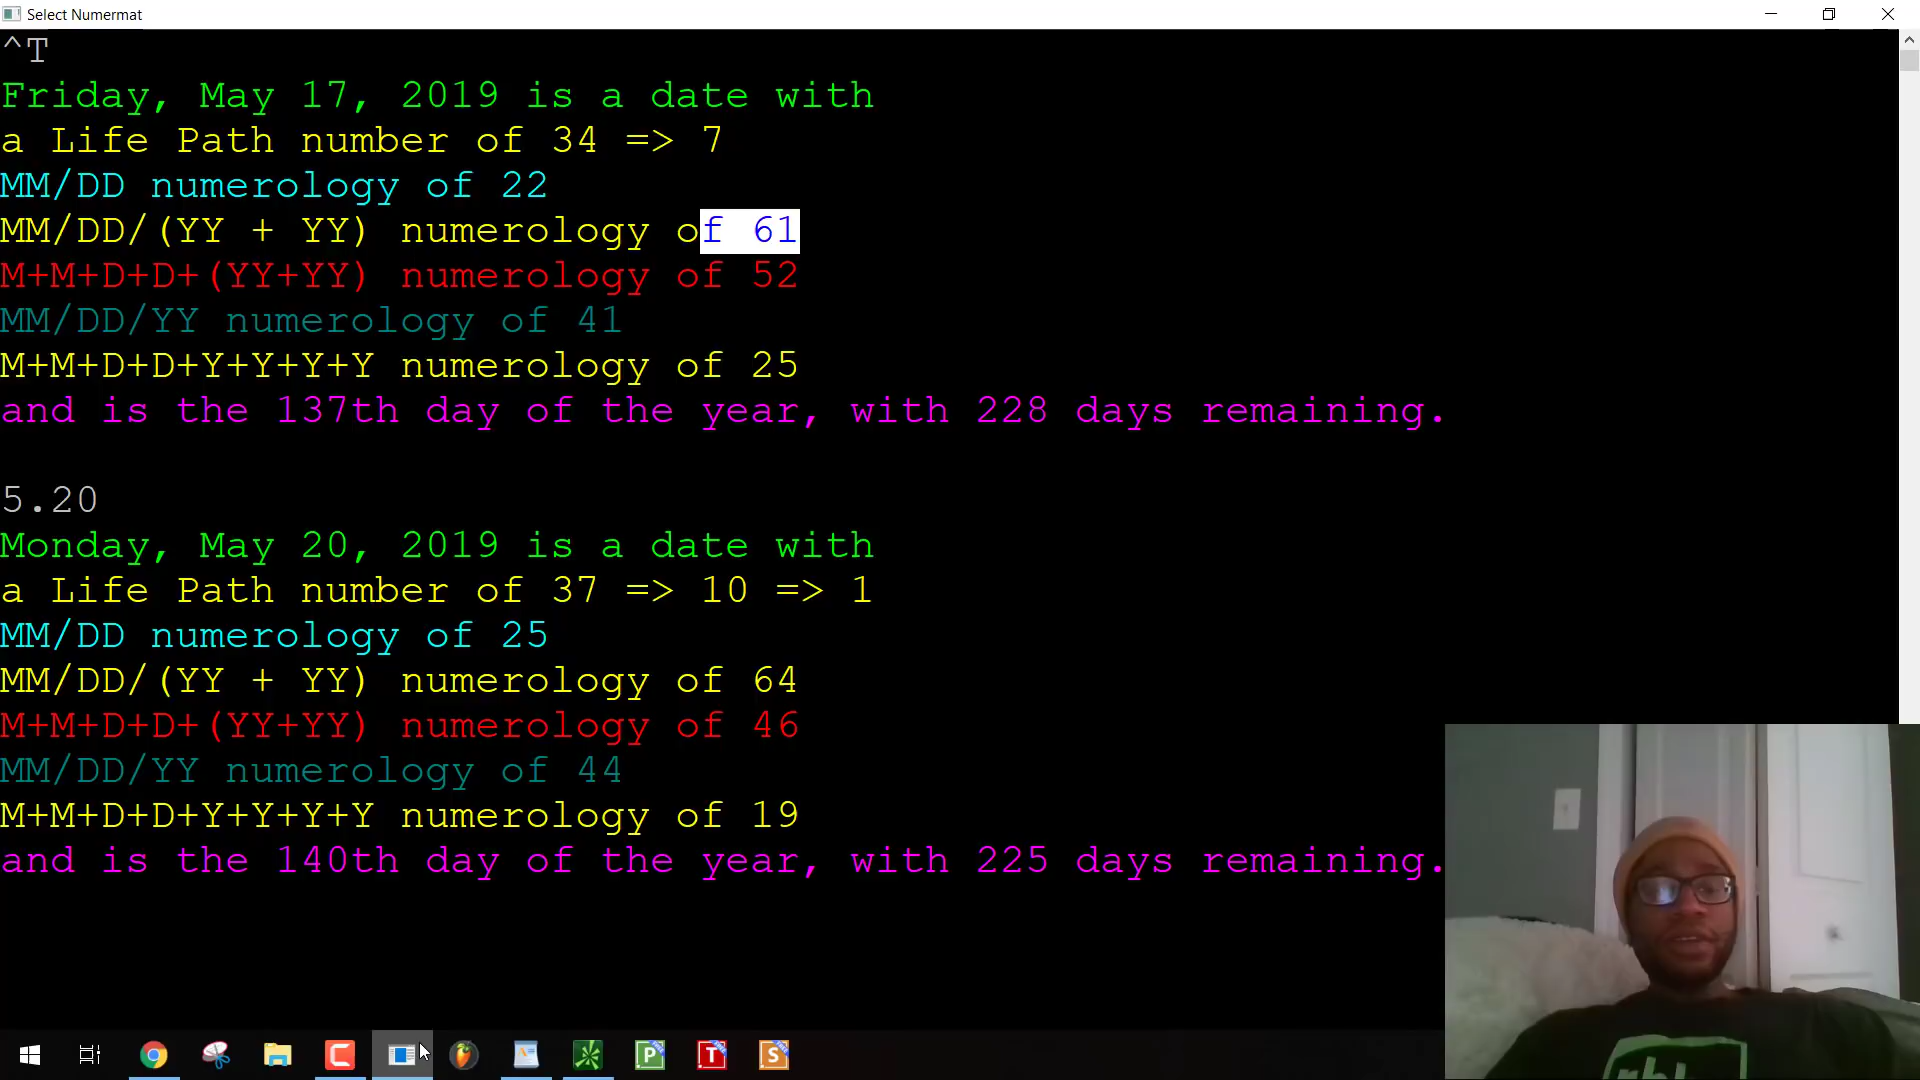 Select Numermat
^T
Friday, May 17, 2019 is a date with
a Life Path number of 34 => 7
MM/DD numerology of 22
MM/DD/(YY + YY) numerology of 61
M+M+D+D+(YY+YY) numerology of 52
MM/DD/YY numerology of 41
M+M+D+D+Y+Y+Y+Y numerology of 25
and is the 137th day of the year, with 228 days remaining.
5.20
Monday, May 20, 2019 is a date with
a Life Path number of 37 => 10 => 1
MM/DD numerology of 25
MM/DD/(YY + YY) numerology of 64
M+M+D+D+(YY+YY) numerology of 46
MM/DD/YY numerology of 44
M+M+D+D+Y+Y+Y+Y numerology of 19
and is the 140th day of the year, with 225 days remaining.
P
T
S